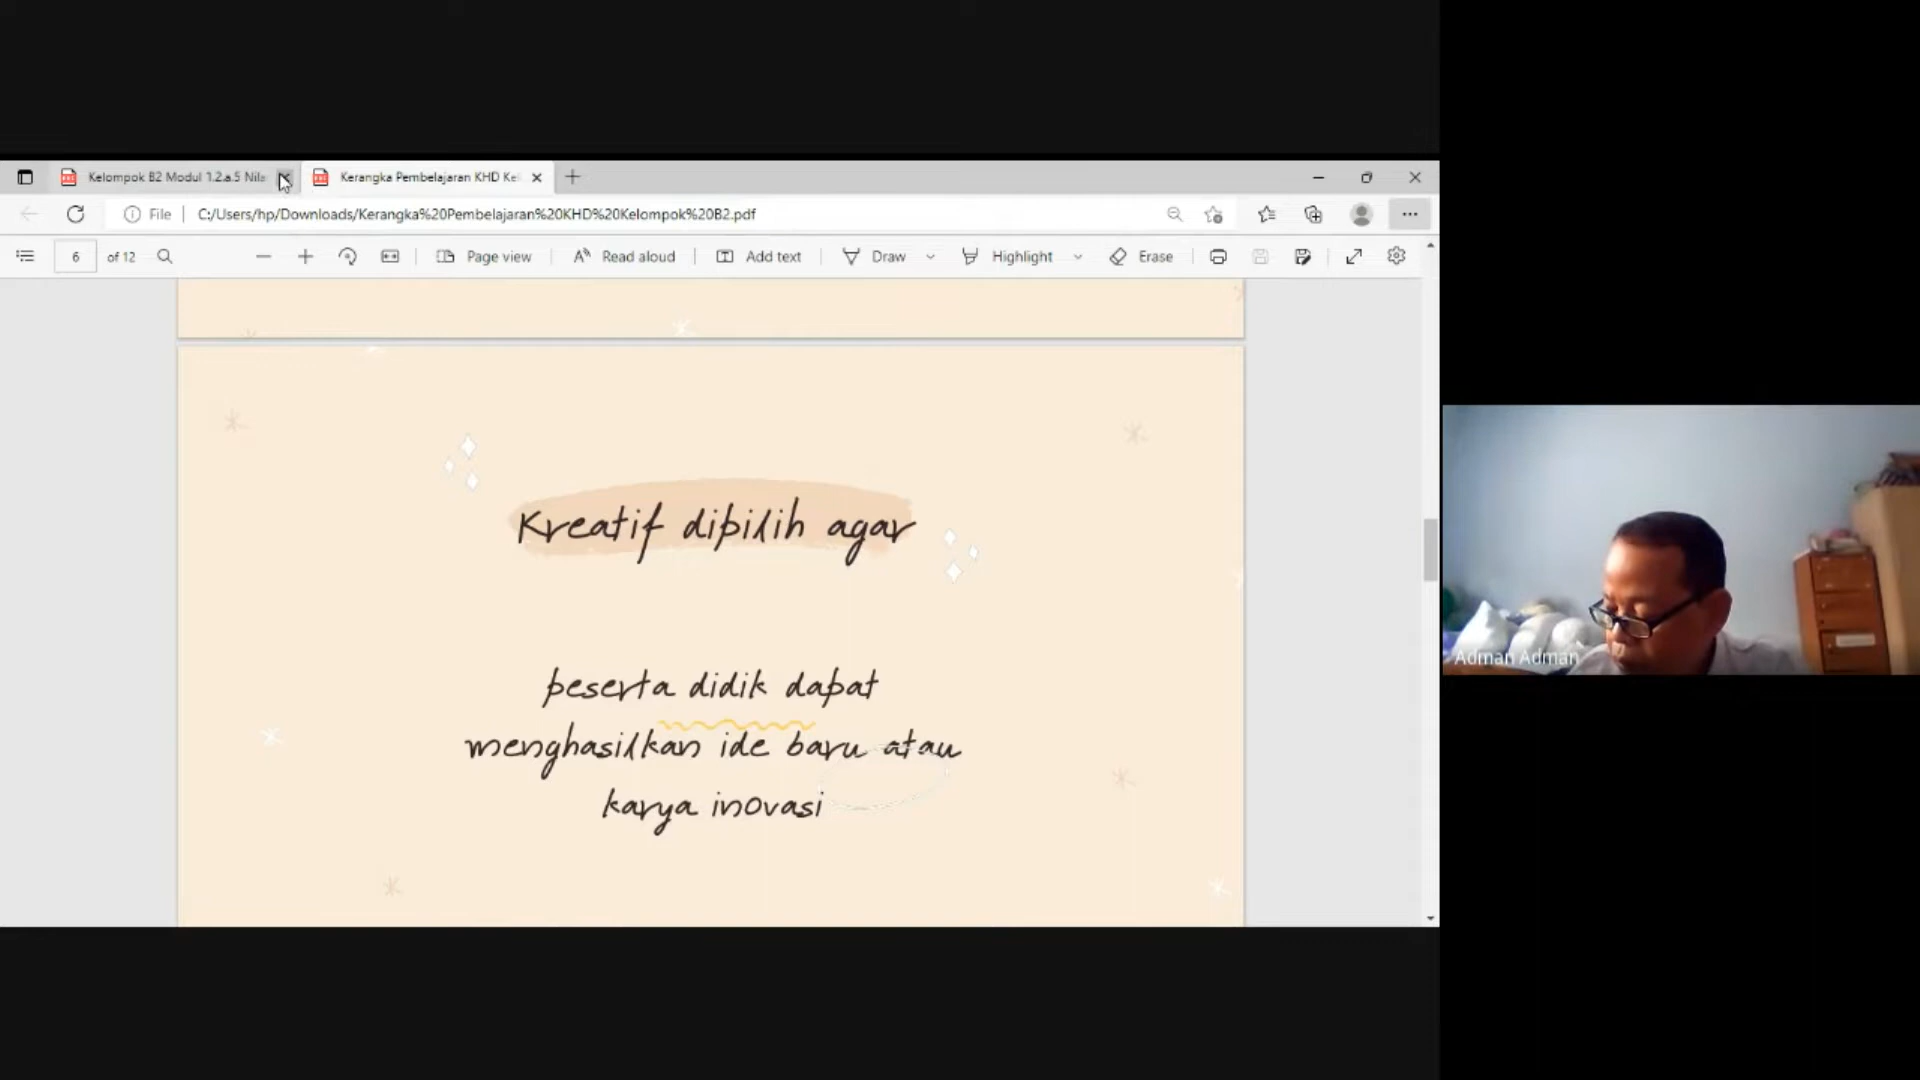 Kelompok B2 Modul 1.2.a.5 Nila
Kerangka Pembelajaran KHD Kel
File
C:/Users/hp/Downloads/Kerangka%20Pembelajaran%20KHD%20Kelompok%20B2.pdf
6 of 12
Page view
Read aloud
Add text
Draw
Highlight
Erase
Kreatif dipilih agar
peserta didik dapat
menghasilkan ide baru atau
karya inovasi
Adman Adman